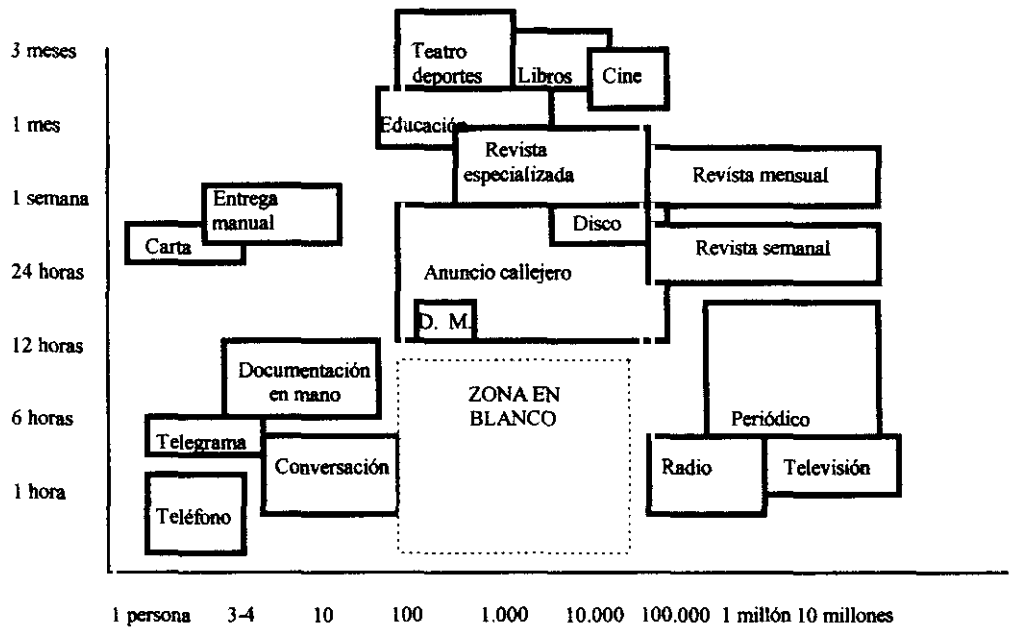 3 meses
Teatro
deportes
Libros
Cine
1 mes
Educación
Revista
especializada
Revista mensual
1 semana
Entrega
manual
Carta
Disco
Revista semanal
24 horas
Anuncio callejero
D. M.
12 horas
Documentación
en mano
ZONA EN
BLANCO
6 horas
Periódico
Telegrama
Conversación
Radio
Televisión
1 hora
Teléfono
1 persona 3-4 10 100 1.000 10.000 100.000 1 millón 10 millones